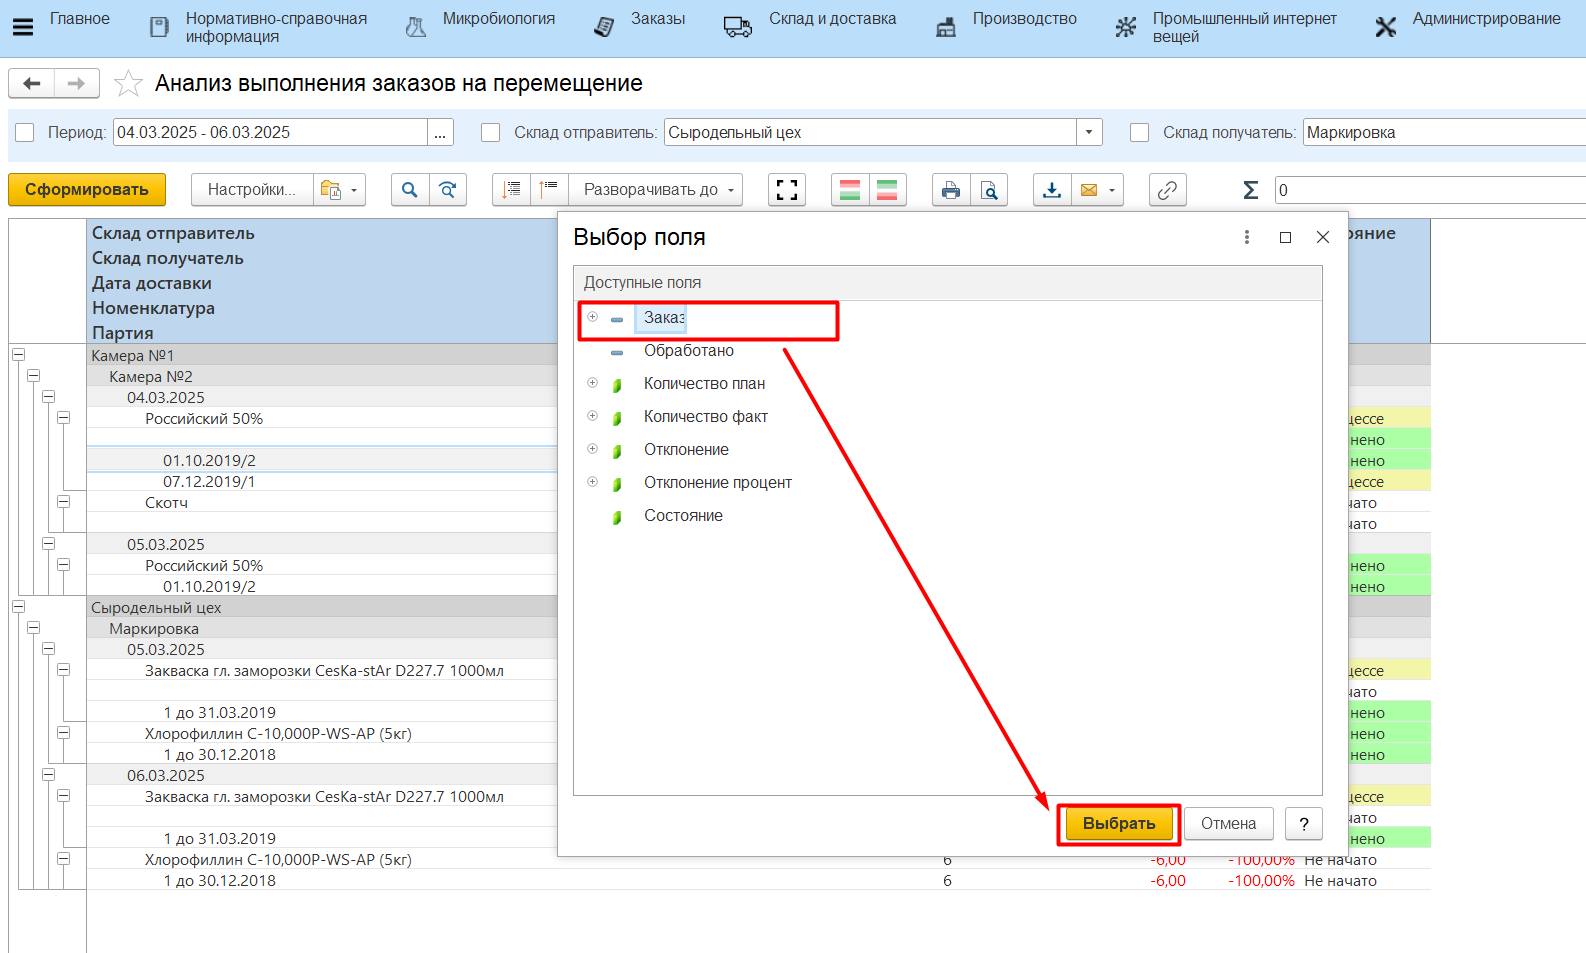 Главное
Нормативно-справочная
информация
Микробиология
Заказы
Склад и доставка
Производство
Промышленный интернет
вещей
Администрирование
Анализ выполнения заказов на перемещение
Период: 04.03.2025 - 06.03.2025 ... Склад отправитель: Сыродельный цех Склад получатель: Маркировка
Сформировать Настройки... Разворачивать до Σ 0
Склад отправитель
Склад получатель
Дата доставки
Номенклатура
Партия
яние
Выбор поля
Доступные поля
Заказ
Обработано
Количество план
Количество факт
Отклонение
Отклонение процент
Состояние
Выбрать Отмена ?
Камера №1
Камера №2
04.03.2025
Российский 50% цессе
нено
01.10.2019/2 нено
07.12.2019/1 цессе
Скотч чато
чато
05.03.2025
Российский 50% нено
01.10.2019/2 нено
Сыродельный цех
Маркировка
05.03.2025
Закваска гл. заморозки CesKa-stAr D227.7 1000мл цессе
чато
1 до 31.03.2019 нено
Хлорофиллин С-10,000P-WS-AP (5кг) нено
1 до 30.12.2018 нено
06.03.2025
Закваска гл. заморозки CesKa-stAr D227.7 1000мл цессе
чато
1 до 31.03.2019 нено
Хлорофиллин С-10,000P-WS-AP (5кг) 6 -6,00 -100,00% Не начато
1 до 30.12.2018 6 -6,00 -100,00% Не начато